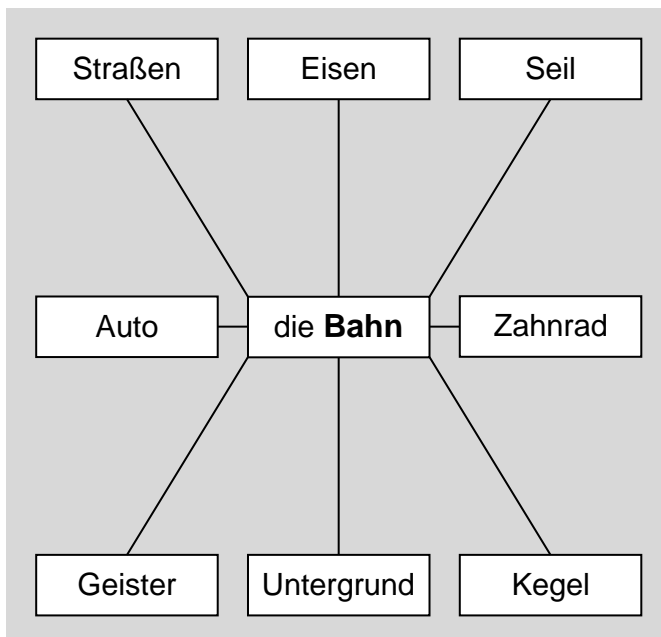 Straßen
Eisen
Seil
Auto
die Bahn
Zahnrad
Geister
Untergrund
Kegel